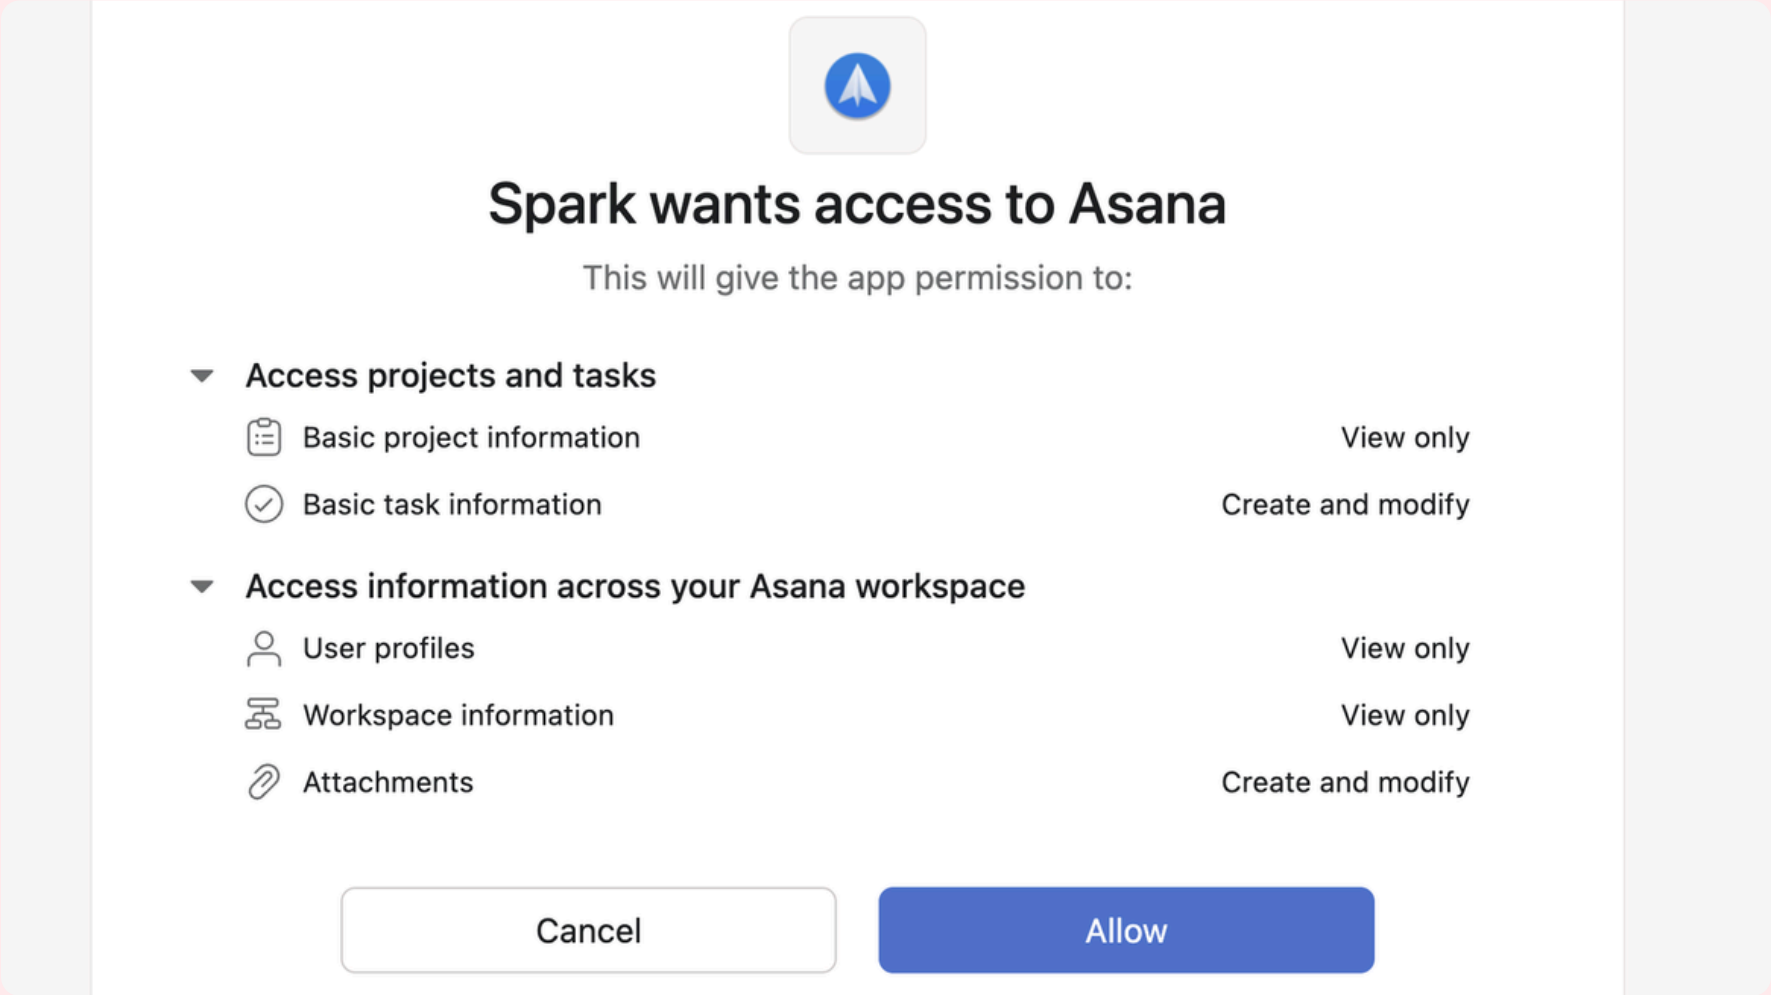 Spark wants access to Asana
This will give the app permission to:
Access projects and tasks
Basic project information View only
Basic task information Create and modify
Access information across your Asana workspace
User profiles View only
Workspace information View only
Attachments Create and modify
Cancel Allow